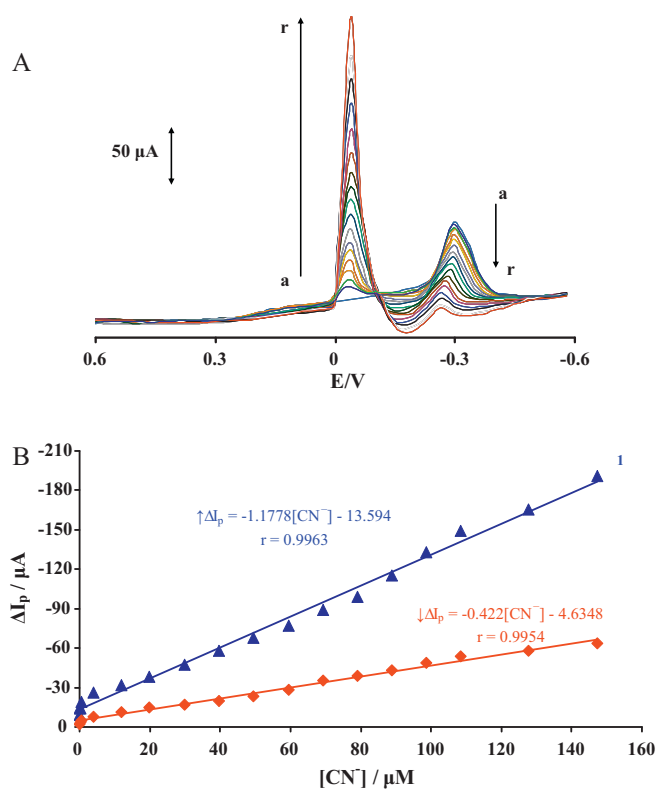 A
r
50 μA
a
a
r
0.6 0.3 0 -0.3 -0.6
E/V
B
-210
-180
-150
-120
-90
-60
-30
0
ΔIp / μA
1
↑ΔIp = -1.1778[CN⁻] - 13.594
r = 0.9963
↓ΔIp = -0.422[CN⁻] - 4.6348
r = 0.9954
0 20 40 60 80 100 120 140 160
[CN⁻] / μM